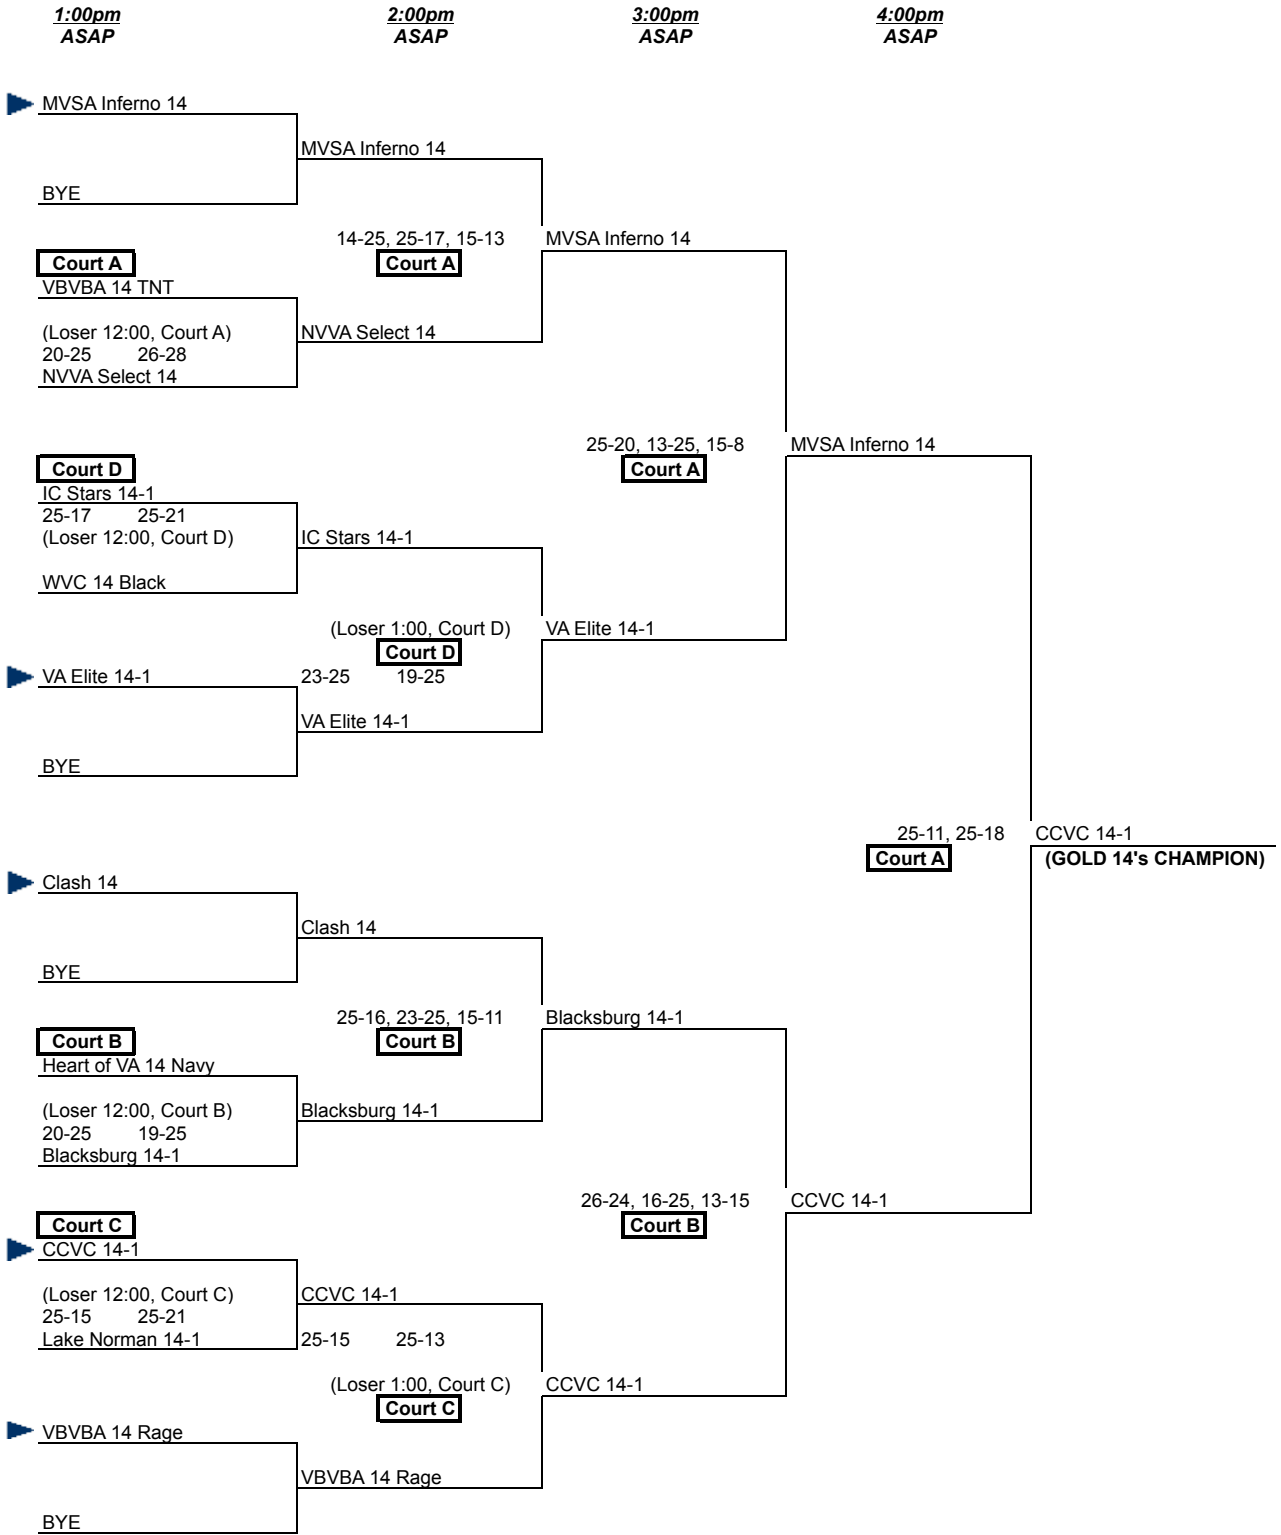 1:00pm 2:00pm 3:00pm 4:00pm
ASAP ASAP ASAP ASAP
MVSA Inferno 14
MVSA Inferno 14
BYE
14-25, 25-17, 15-13 MVSA Inferno 14
Court A Court A
VBVBA 14 TNT
(Loser 12:00, Court A) NVVA Select 14
20-25 26-28
NVVA Select 14
25-20, 13-25, 15-8 MVSA Inferno 14
Court D Court A
IC Stars 14-1
25-17 25-21
(Loser 12:00, Court D) IC Stars 14-1
WVC 14 Black
(Loser 1:00, Court D) VA Elite 14-1
Court D
VA Elite 14-1 23-25 19-25
VA Elite 14-1
BYE
25-11, 25-18 CCVC 14-1
Court A (GOLD 14's CHAMPION)
Clash 14
Clash 14
BYE
25-16, 23-25, 15-11 Blacksburg 14-1
Court B Court B
Heart of VA 14 Navy
(Loser 12:00, Court B) Blacksburg 14-1
20-25 19-25
Blacksburg 14-1
26-24, 16-25, 13-15 CCVC 14-1
Court C Court B
CCVC 14-1
(Loser 12:00, Court C) CCVC 14-1
25-15 25-21
Lake Norman 14-1 25-15 25-13
(Loser 1:00, Court C) CCVC 14-1
Court C
VBVBA 14 Rage
VBVBA 14 Rage
BYE